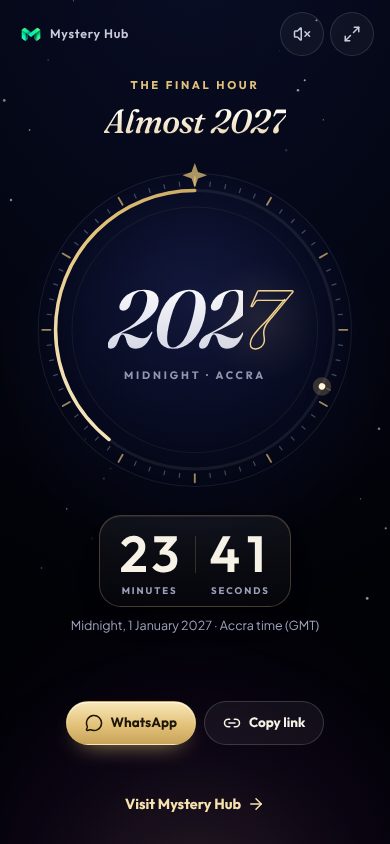 Mystery Hub
THE FINAL HOUR
Almost 2027
2027
MIDNIGHT · ACCRA
23 41
MINUTES SECONDS
Midnight, 1 January 2027 · Accra time (GMT)
WhatsApp Copy link
Visit Mystery Hub →